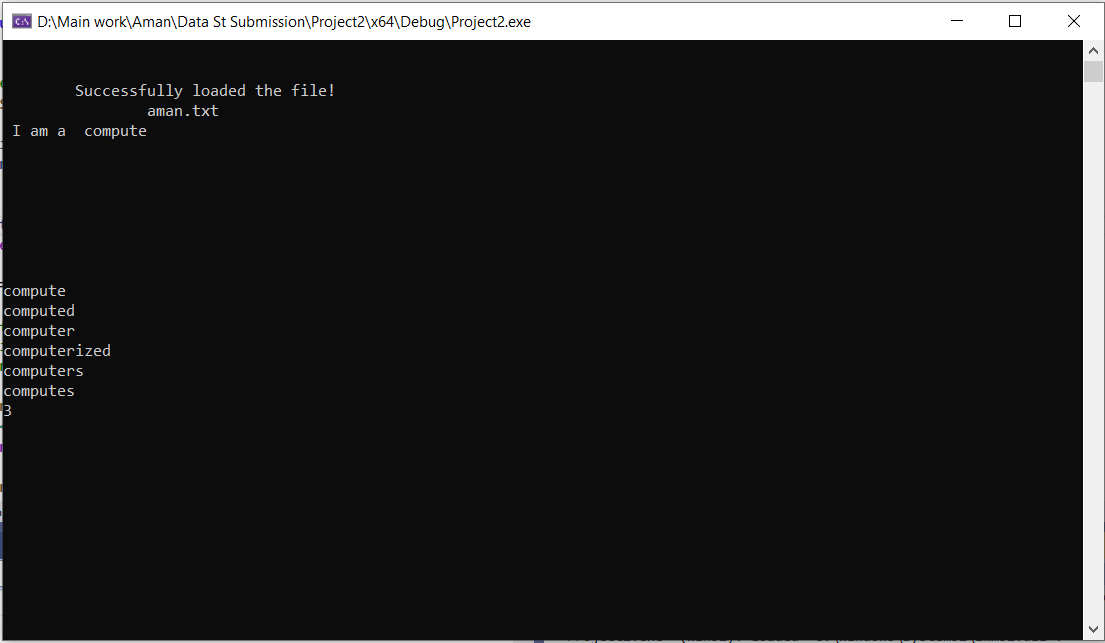 D:\Main work\Aman\Data St Submission\Project2\x64\Debug\Project2.exe
Successfully loaded the file!
aman.txt
I am a  compute
compute
computed
computer
computerized
computers
computes
3